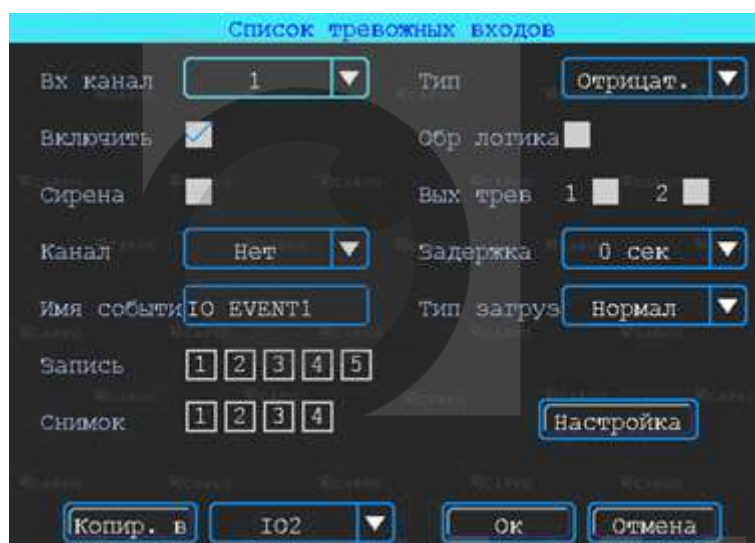 Список тревожных входов
Вх канал 1 Тип Отрицат.
Включить Обр логика
Сирена Вых трев 1 2
Канал Нет Задержка 0 сек
Имя событи IO EVENT1 Тип загруз Нормал
Запись 1 2 3 4 5
Снимок 1 2 3 4 Настройка
Копир. в IO2 Ок Отмена